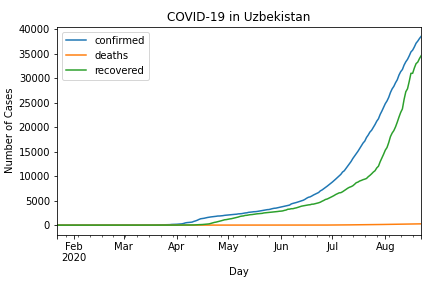 COVID-19 in Uzbekistan
confirmed
deaths
recovered
Number of Cases
40000
35000
30000
25000
20000
15000
10000
5000
0
Feb Mar Apr May Jun Jul Aug
2020
Day